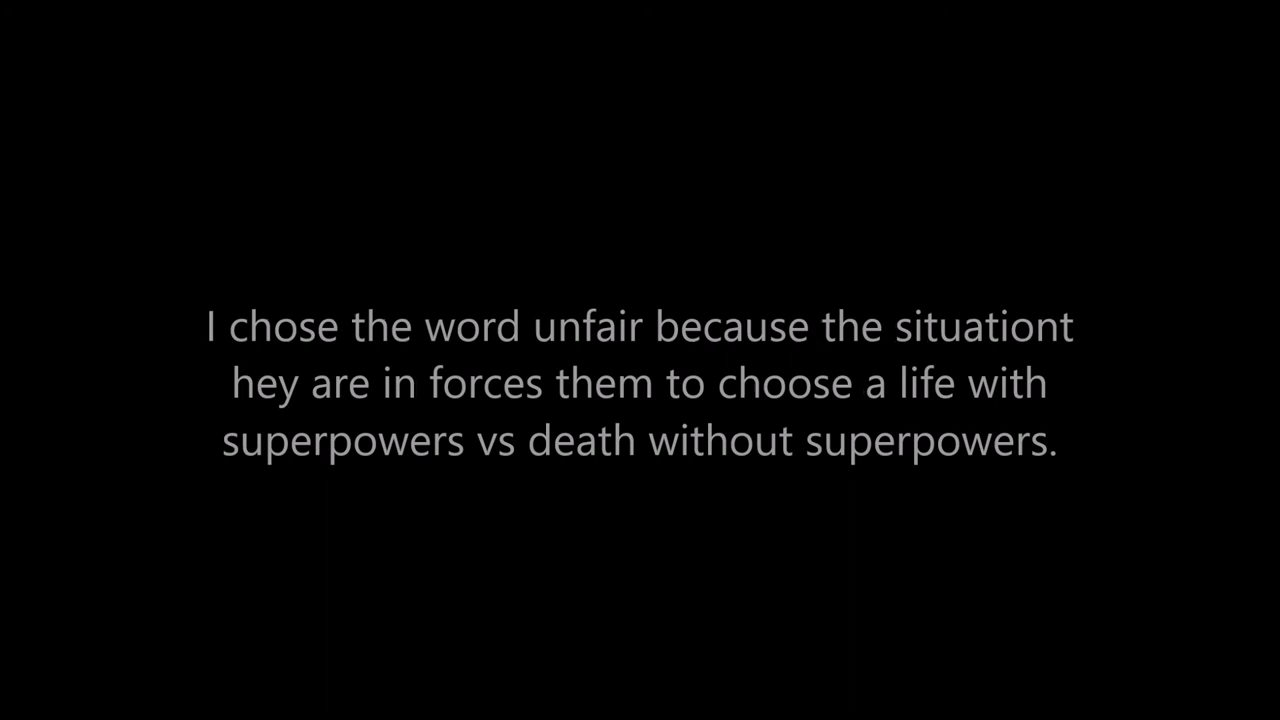 I chose the word unfair because the situationt
hey are in forces them to choose a life with
superpowers vs death without superpowers.